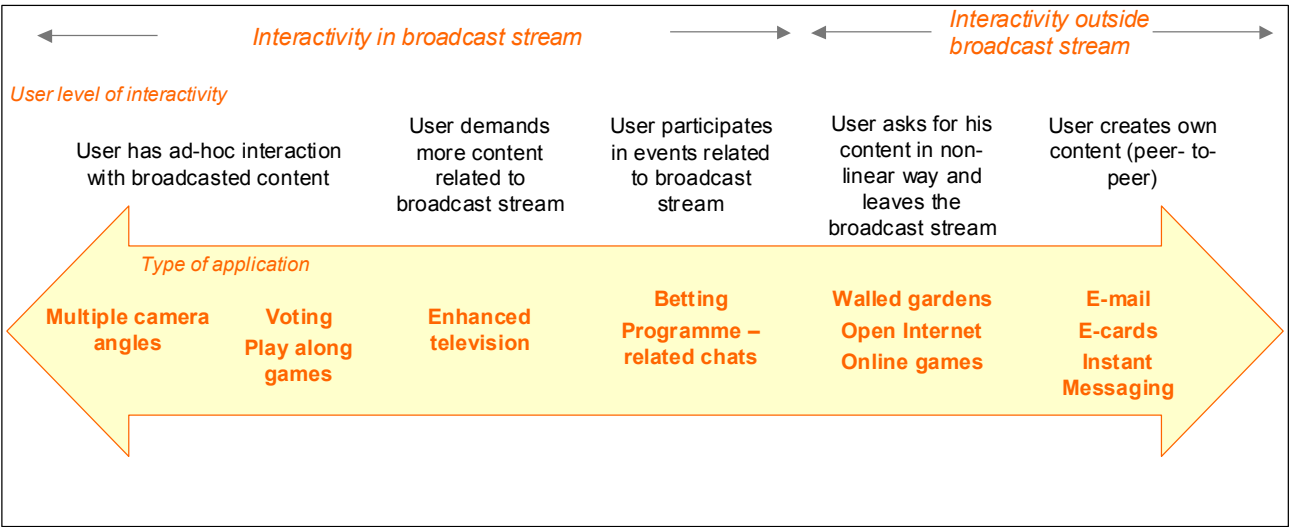 Interactivity in broadcast stream
Interactivity outside
broadcast stream
User level of interactivity
User has ad-hoc interaction
with broadcasted content
User demands
more content
related to
broadcast stream
User participates
in events related
to broadcast
stream
User asks for his
content in non-
linear way and
leaves the
broadcast stream
User creates own
content (peer- to-
peer)
Type of application
Multiple camera
angles
Voting
Play along
games
Enhanced
television
Betting
Programme –
related chats
Walled gardens
Open Internet
Online games
E-mail
E-cards
Instant
Messaging